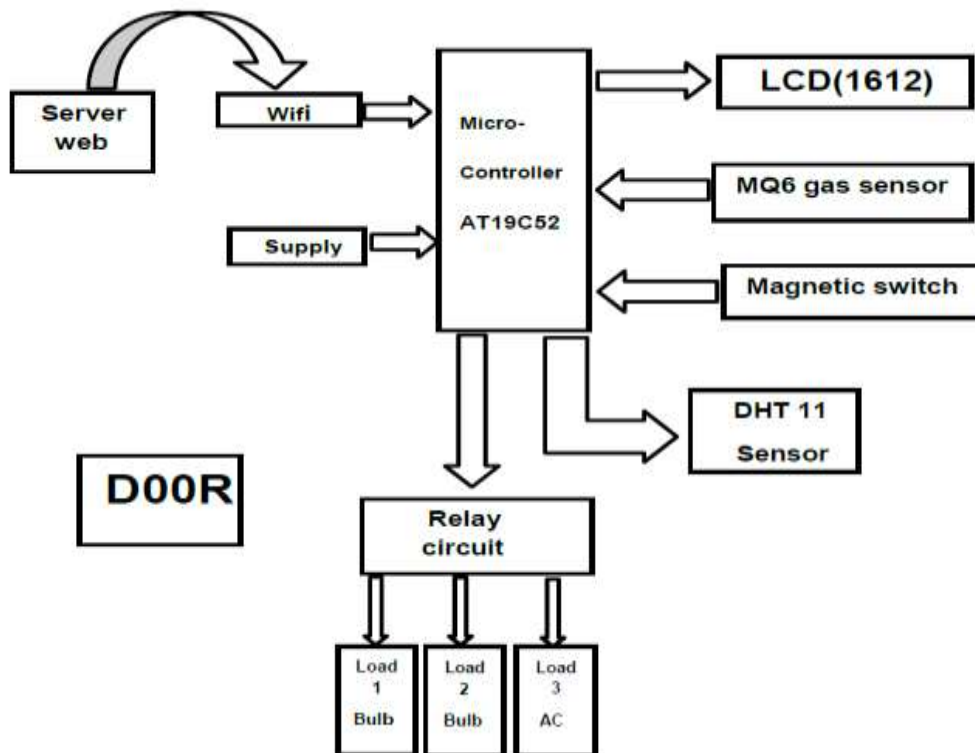 Server
web
Wifi
Supply
Micro-
Controller
AT19C52
LCD(1612)
MQ6 gas sensor
Magnetic switch
DHT 11
Sensor
D00R
Relay
circuit
Load
1
Bulb
Load
2
Bulb
Load
3
AC